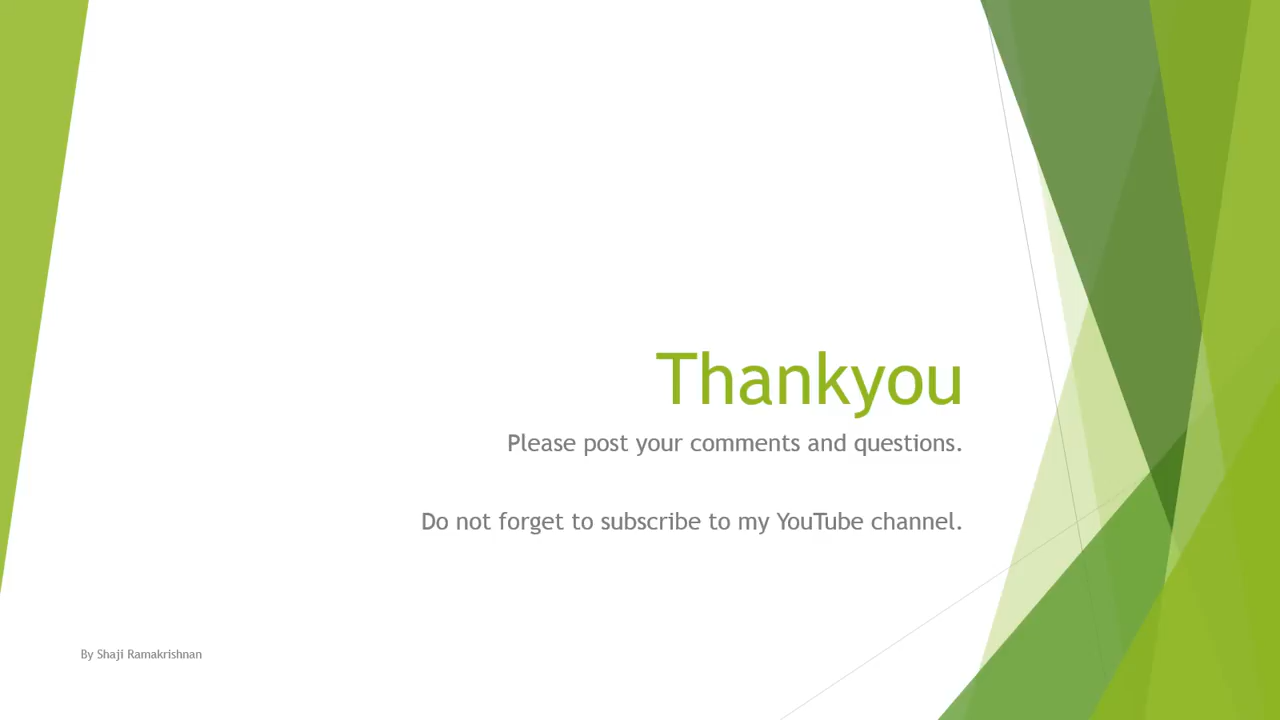 Thankyou
Please post your comments and questions.
Do not forget to subscribe to my YouTube channel.
By Shaji Ramakrishnan